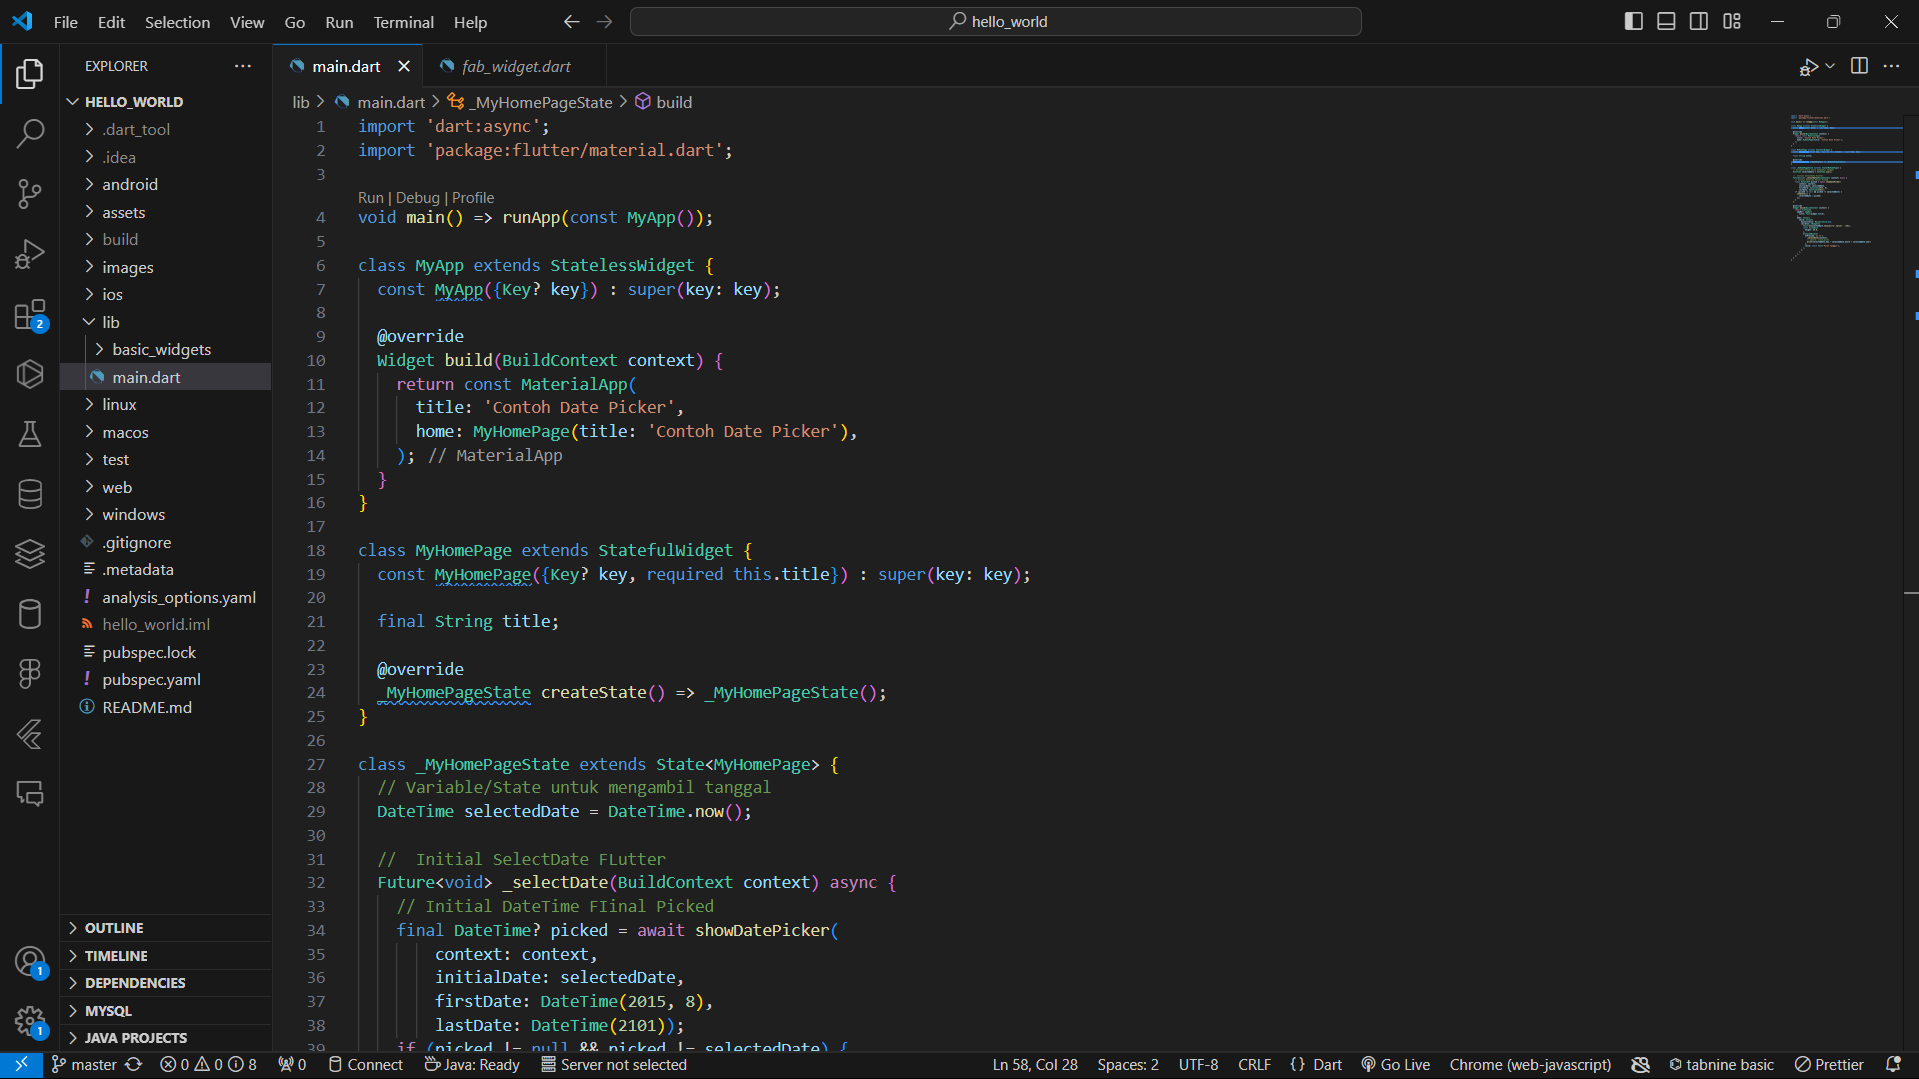 File Edit Selection View Go Run Terminal Help
hello_world
EXPLORER
HELLO_WORLD
.dart_tool
.idea
android
assets
build
images
ios
lib
basic_widgets
main.dart
linux
macos
test
web
windows
.gitignore
.metadata
analysis_options.yaml
hello_world.iml
pubspec.lock
pubspec.yaml
README.md
OUTLINE
TIMELINE
DEPENDENCIES
MYSQL
JAVA PROJECTS
2
1
1
main.dart
fab_widget.dart
lib > main.dart > _MyHomePageState > build
1 import 'dart:async';
2 import 'package:flutter/material.dart';
3
Run | Debug | Profile
4 void main() => runApp(const MyApp());
5
6 class MyApp extends StatelessWidget {
7 const MyApp({Key? key}) : super(key: key);
8
9 @override
10 Widget build(BuildContext context) {
11 return const MaterialApp(
12 title: 'Contoh Date Picker',
13 home: MyHomePage(title: 'Contoh Date Picker'),
14 ); // MaterialApp
15 }
16 }
17
18 class MyHomePage extends StatefulWidget {
19 const MyHomePage({Key? key, required this.title}) : super(key: key);
20
21 final String title;
22
23 @override
24 _MyHomePageState createState() => _MyHomePageState();
25 }
26
27 class _MyHomePageState extends State<MyHomePage> {
28 // Variable/State untuk mengambil tanggal
29 DateTime selectedDate = DateTime.now();
30
31 //  Initial SelectDate FLutter
32 Future<void> _selectDate(BuildContext context) async {
33 // Initial DateTime FIinal Picked
34 final DateTime? picked = await showDatePicker(
35 context: context,
36 initialDate: selectedDate,
37 firstDate: DateTime(2015, 8),
38 lastDate: DateTime(2101));
39 if (picked != null && picked != selectedDate) {
master 0 0 8 0 Connect Java: Ready Server not selected Ln 58, Col 28 Spaces: 2 UTF-8 CRLF {} Dart Go Live Chrome (web-javascript) tabnine basic Prettier